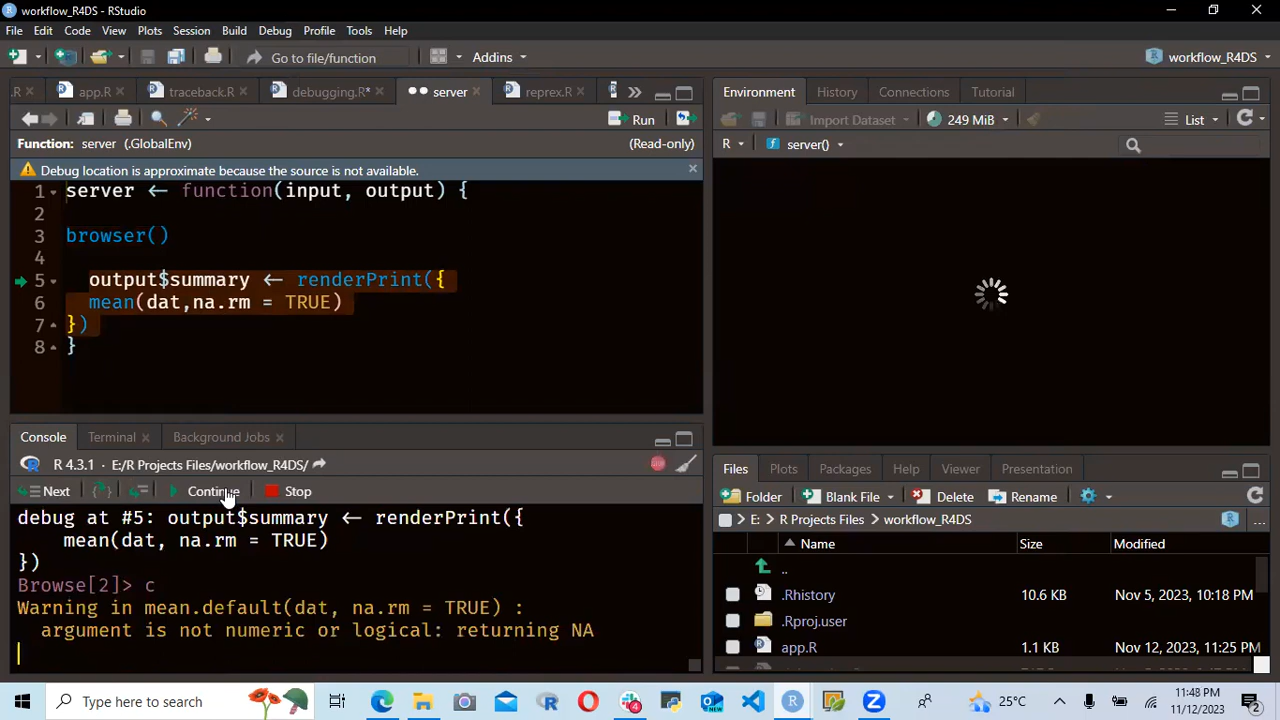 workflow_R4DS - RStudio
File Edit Code View Plots Session Build Debug Profile Tools Help
Go to file/function Addins workflow_R4DS
.R app.R traceback.R debugging.R* server reprex.R
Run
Function: server (.GlobalEnv) (Read-only)
Debug location is approximate because the source is not available.
1 server <- function(input, output) {
2
3 browser()
4
5 output$summary <- renderPrint({
6 mean(dat,na.rm = TRUE)
7 })
8 }
Console Terminal Background Jobs
R 4.3.1 · E:/R Projects Files/workflow_R4DS/
Next Continue Stop
debug at #5: output$summary <- renderPrint({
mean(dat, na.rm = TRUE)
})
Browse[2]> c
Warning in mean.default(dat, na.rm = TRUE) :
argument is not numeric or logical: returning NA
Environment History Connections Tutorial
Import Dataset 249 MiB List
R server()
Files Plots Packages Help Viewer Presentation
Folder Blank File Delete Rename
E: R Projects Files workflow_R4DS ...
Name Size Modified
..
.Rhistory 10.6 KB Nov 5, 2023, 10:18 PM
.Rproj.user
app.R 1.1 KB Nov 12, 2023, 11:25 PM
Type here to search
4
25°C
11:48 PM
11/12/2023
2